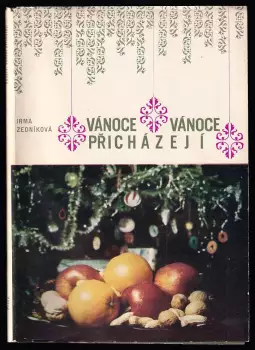 IRMA
ZEDNÍKOVÁ
VÁNOCE VÁNOCE
PŘICHÁZEJÍ